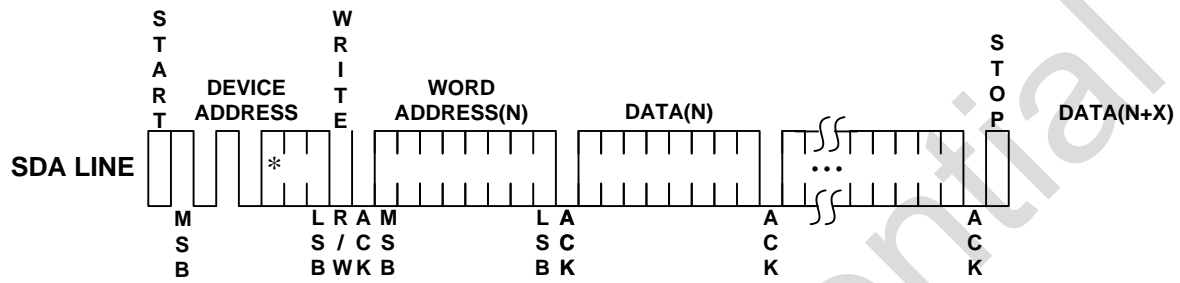 START
WRITE
STOP
DEVICE
ADDRESS
WORD
ADDRESS(N)
DATA(N)
DATA(N+X)
SDA LINE
*
...
MSB
LSB
R/W
ACK
MSB
LSB
ACK
ACK
ACK
ential